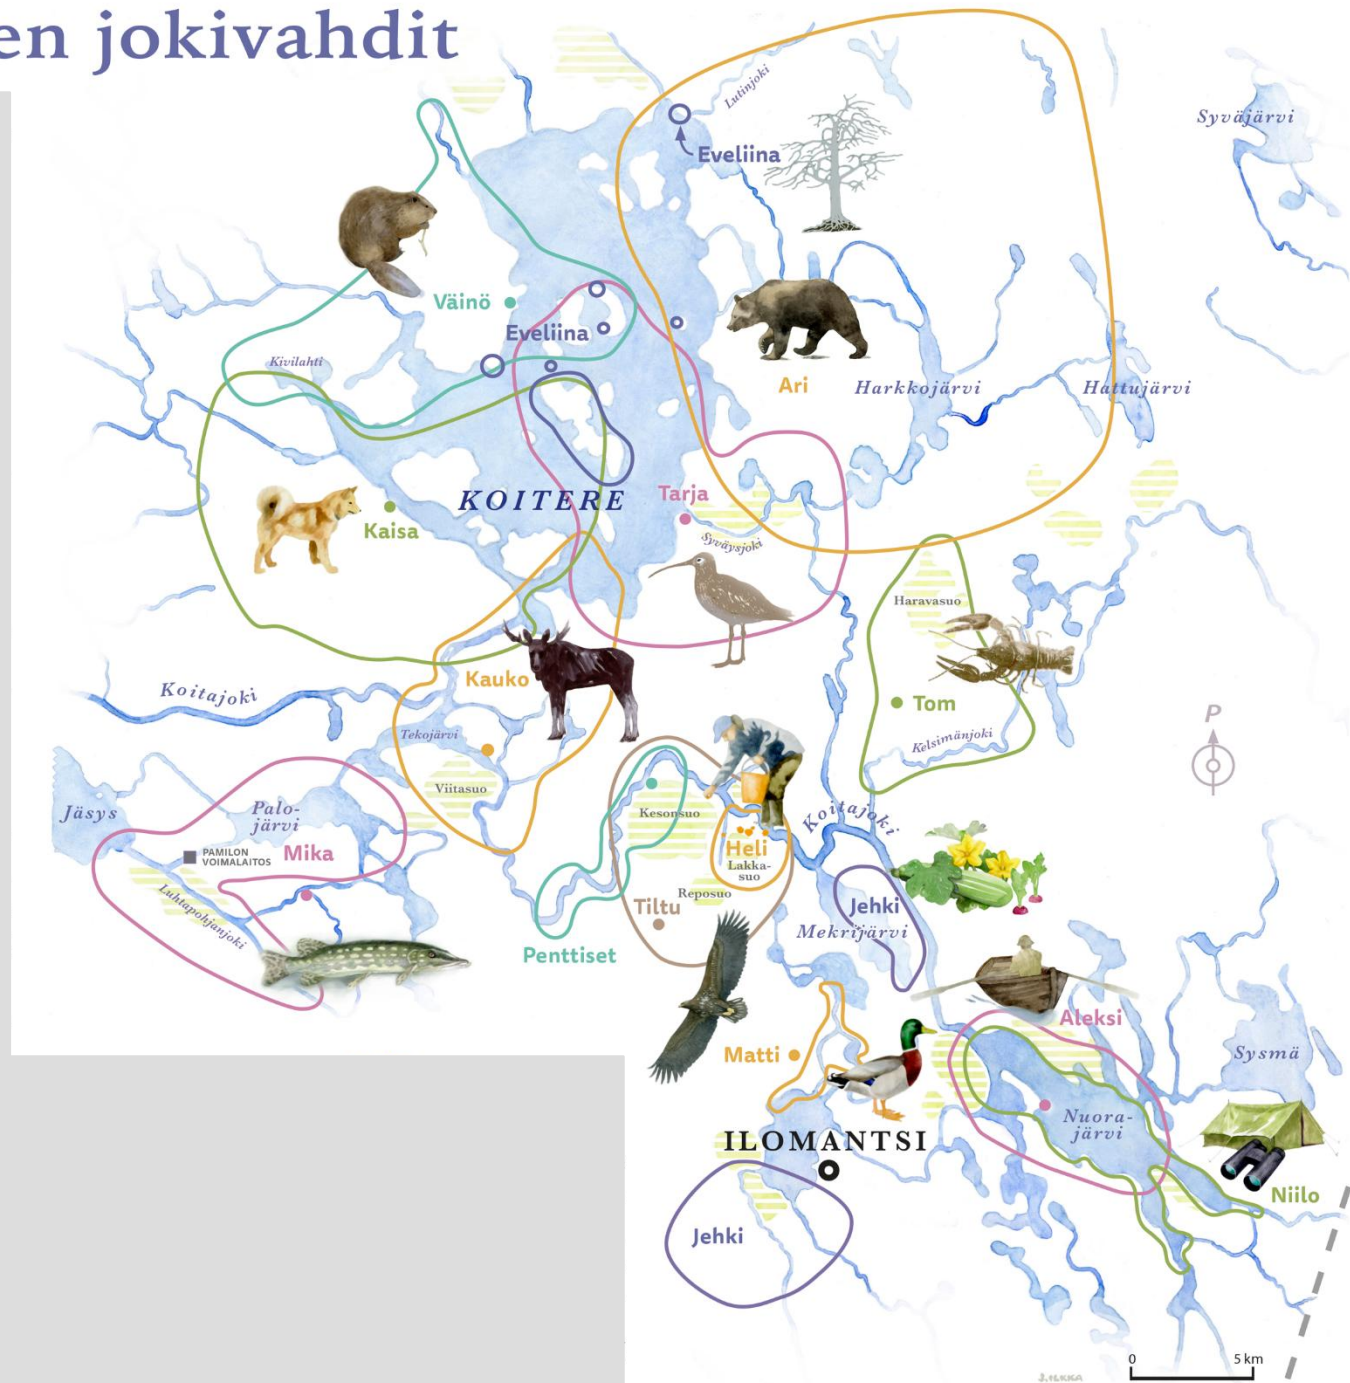 en jokivahdit
Lutinjoki
Syväjärvi
Eveliina
Väinö
Eveliina
Kivilahti
Ari
Harkkojärvi
Hattujärvi
KOITERE
Tarja
Kaisa
Syväysjoki
Haravasuo
Kauko
Koitajoki
Tom
Tekojärvi
Kelsimänjoki
P
Viitasuo
Jäsys
Palo-
järvi
Kesonsuo
Koitajoki
PAMILON
VOIMALAITOS
Mika
Heli
Lakka-
suo
Luhtapohjanjoki
Reposuo
Tiltu
Jehki
Mekrijärvi
Penttiset
Aleksi
Matti
Sysmä
Nuora-
järvi
ILOMANTSI
Niilo
Jehki
0 5 km
J.ILKKA